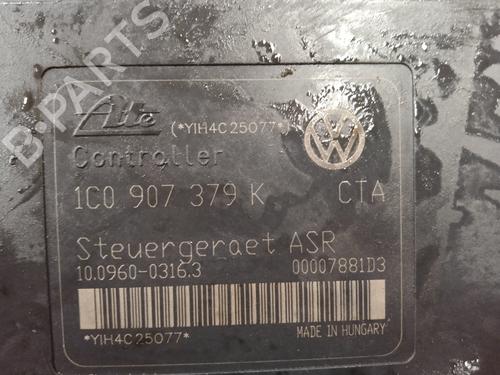 B-PARTS
Ate (*YIH4C25077*)
Controller
1C0 907 379 K CTA
Steuergeraet ASR
10.0960-0316.3 00007881D3
*YIH4C25077* MADE IN HUNGARY